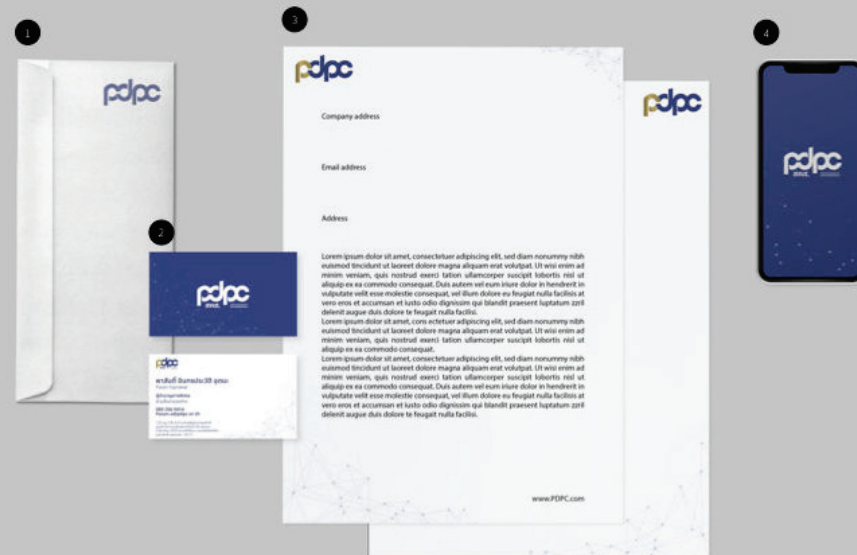 1
pdpc
2
pdpc
สคส.
pdpc
3
pdpc
Company address
Email address
Address
Lorem ipsum dolor sit amet, consectetuer adipiscing elit, sed diam nonummy nibh
euismod tincidunt ut laoreet dolore magna aliquam erat volutpat. Ut wisi enim ad
minim veniam, quis nostrud exerci tation ullamcorper suscipit lobortis nisl ut
aliquip ex ea commodo consequat. Duis autem vel eum iriure dolor in hendrerit in
vulputate velit esse molestie consequat, vel illum dolore eu feugiat nulla facilisis at
vero eros et accumsan et iusto odio dignissim qui blandit praesent luptatum zzril
delenit augue duis dolore te feugait nulla facilisi.
Lorem ipsum dolor sit amet, cons ectetuer adipiscing elit, sed diam nonummy nibh
euismod tincidunt ut laoreet dolore magna aliquam erat volutpat. Ut wisi enim ad
minim veniam, quis nostrud exerci tation ullamcorper suscipit lobortis nisl ut
aliquip ex ea commodo consequat.
Lorem ipsum dolor sit amet, consectetuer adipiscing elit, sed diam nonummy nibh
euismod tincidunt ut laoreet dolore magna aliquam erat volutpat. Ut wisi enim ad
minim veniam, quis nostrud exerci tation ullamcorper suscipit lobortis nisl ut
aliquip ex ea commodo consequat. Duis autem vel eum iriure dolor in hendrerit in
vulputate velit esse molestie consequat, vel illum dolore eu feugiat nulla facilisis at
vero eros et accumsan et iusto odio dignissim qui blandit praesent luptatum zzril
delenit augue duis dolore te feugait nulla facilisi.
www.PDPC.com
pdpc
4
pdpc
สคส.